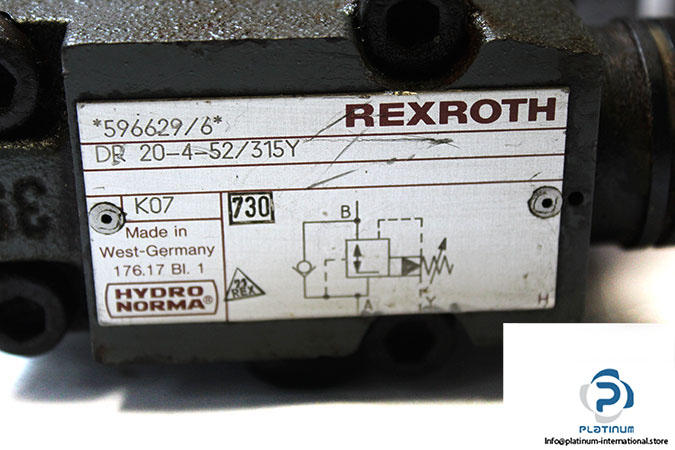 REXROTH
*596629/6*
DR 20-4-52/315Y
K07
730
Made in
West-Germany
176.17 Bl. 1
HYDRO
NORMA®
REX
B
A
Y
H
PLATINUM
Info@platinum-international.store